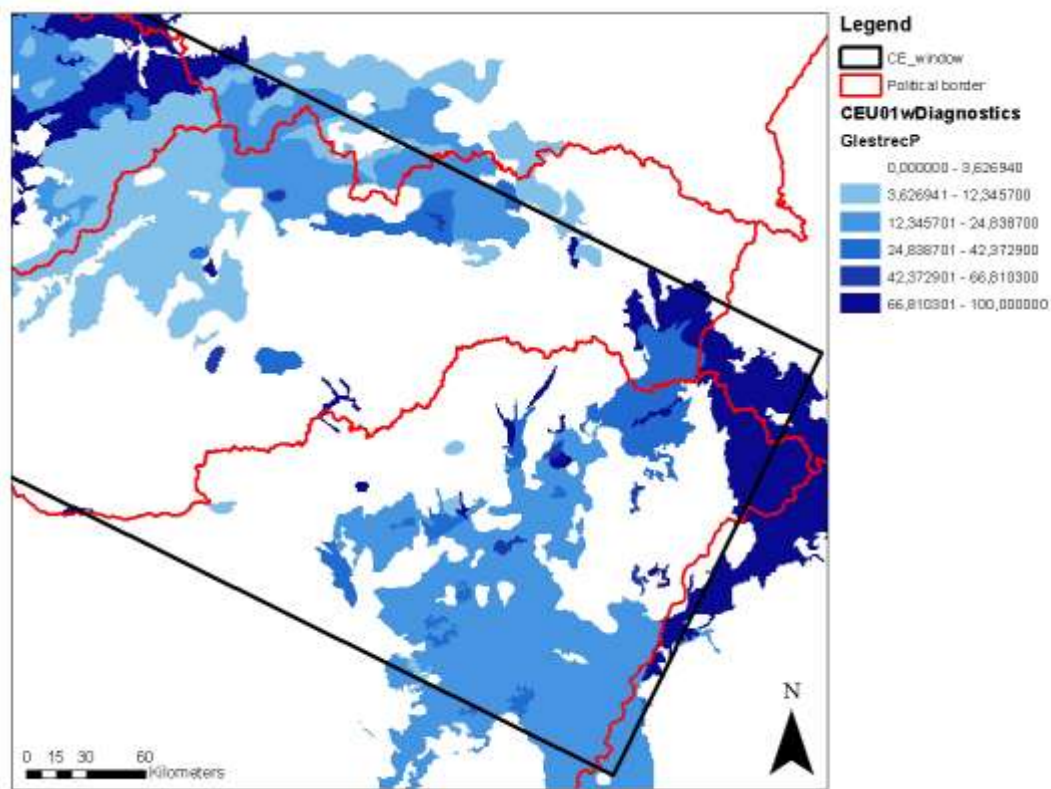 Legend
CE_window
Political border
CEU01wDiagnostics
GlestrecP
0,000000 - 3,626940
3,626941 - 12,345700
12,345701 - 24,838700
24,838701 - 42,372900
42,372901 - 66,810300
66,810301 - 100,000000
N
0 15 30 60
Kilometers